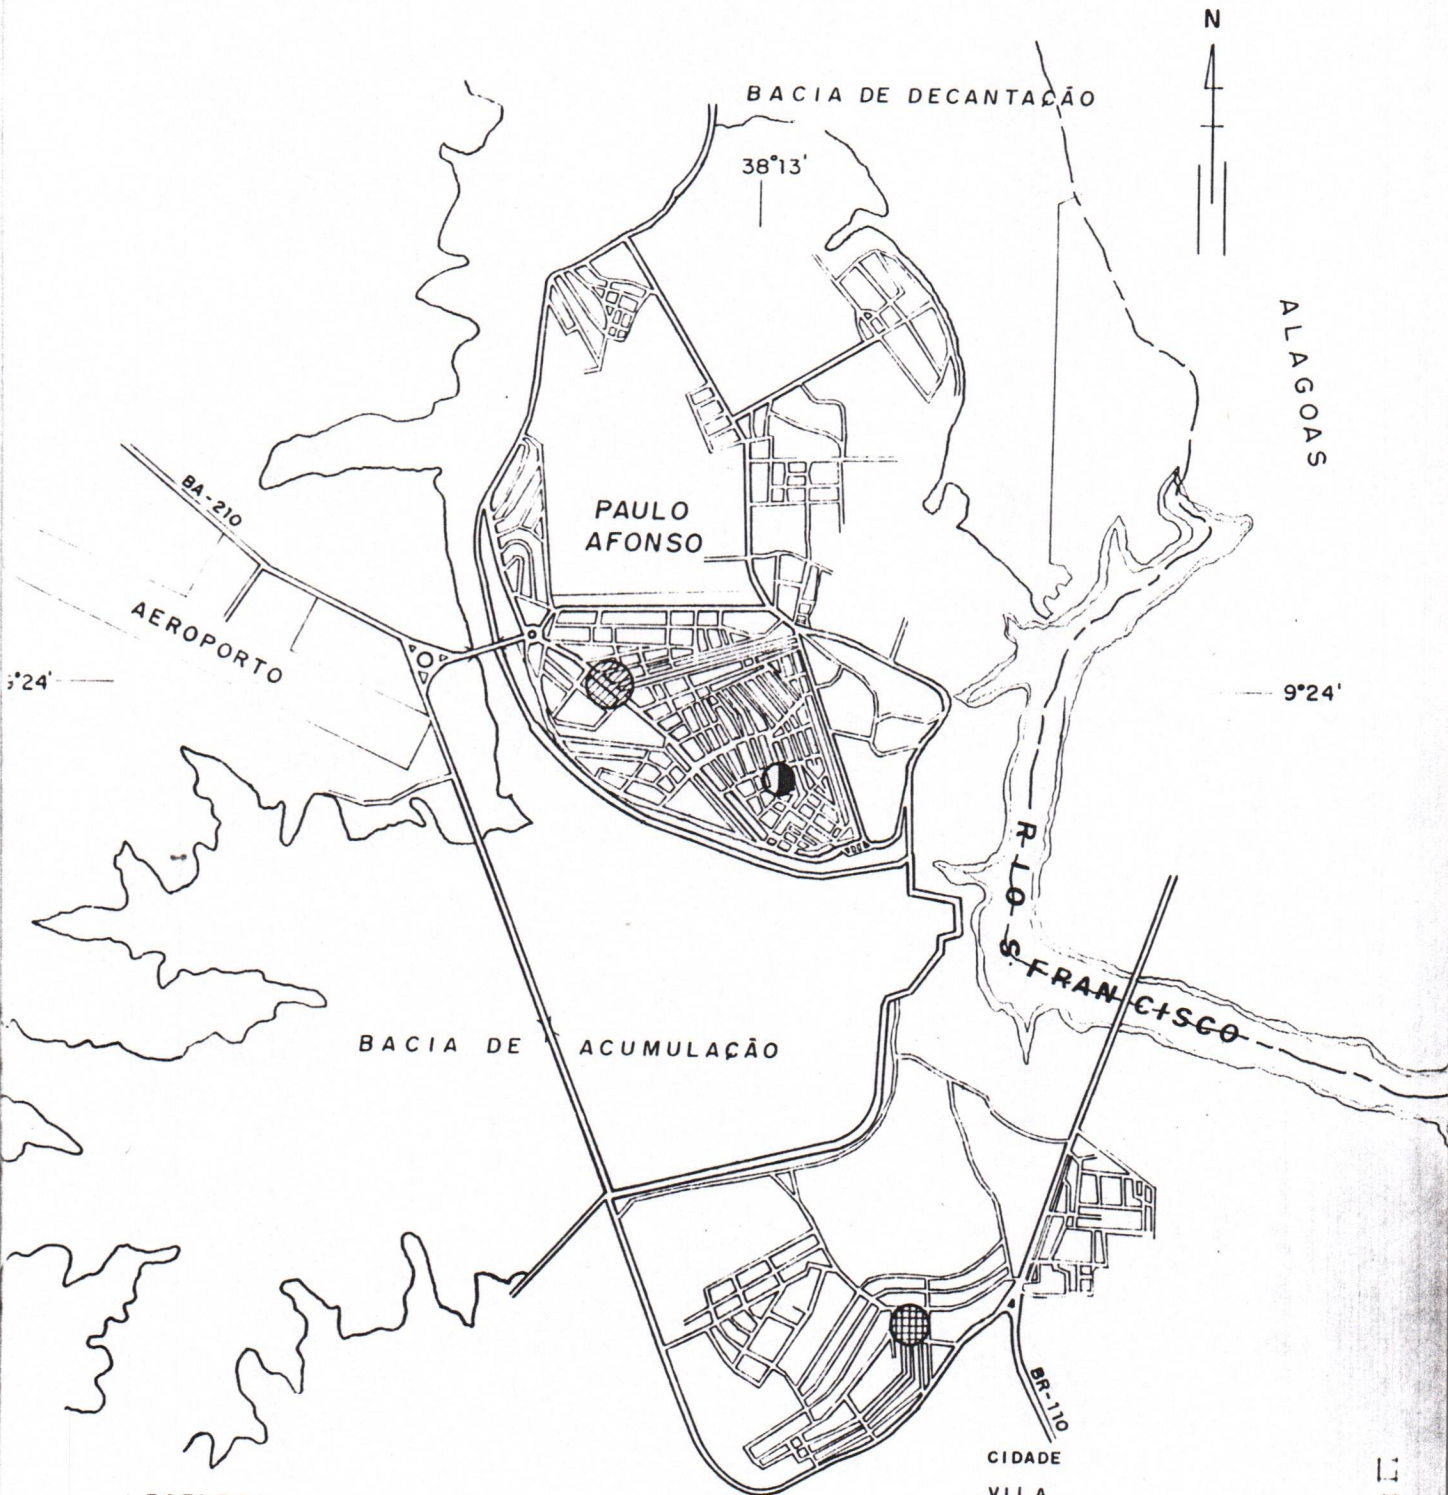 N
BACIA DE DECANTAÇÃO
38°13'
ALAGOAS
BA-210
PAULO
AFONSO
AEROPORTO
°24'
9°24'
RIO S. FRANCISCO
BACIA DE ACUMULAÇÃO
BR-110
CIDADE
VILA